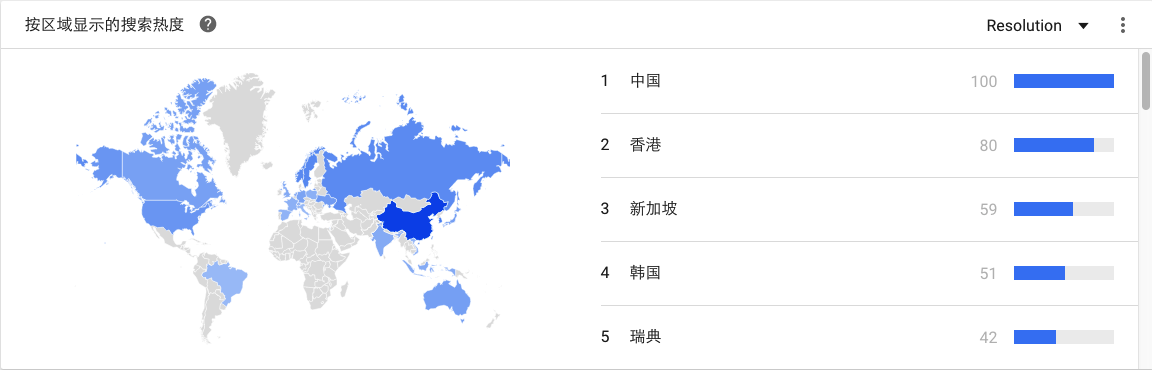 按区域显示的搜索热度 ?
Resolution
1 中国 100
2 香港 80
3 新加坡 59
4 韩国 51
5 瑞典 42